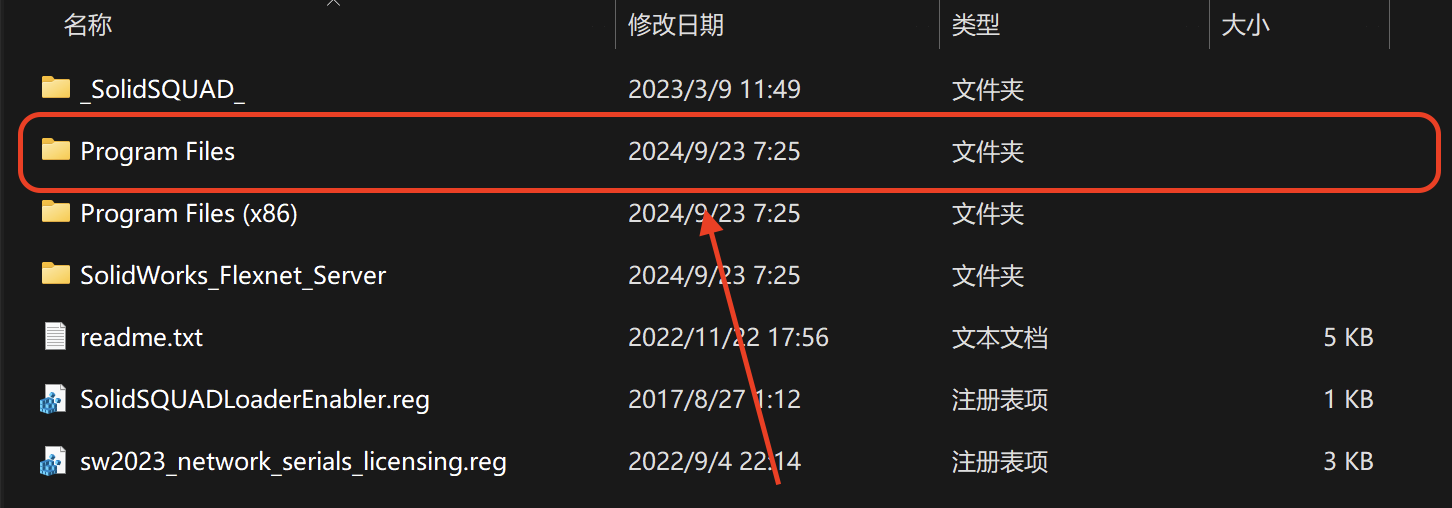 名称 修改日期 类型 大小
_SolidSQUAD_ 2023/3/9 11:49 文件夹
Program Files 2024/9/23 7:25 文件夹
Program Files (x86) 2024/9/23 7:25 文件夹
SolidWorks_Flexnet_Server 2024/9/23 7:25 文件夹
readme.txt 2022/11/22 17:56 文本文档 5 KB
SolidSQUADLoaderEnabler.reg 2017/8/27 1:12 注册表项 1 KB
sw2023_network_serials_licensing.reg 2022/9/4 22:14 注册表项 3 KB